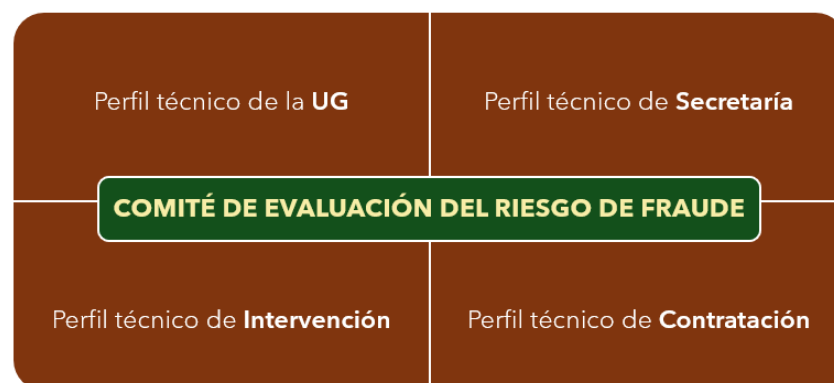 Perfil técnico de la UG
Perfil técnico de Secretaría
COMITÉ DE EVALUACIÓN DEL RIESGO DE FRAUDE
Perfil técnico de Intervención
Perfil técnico de Contratación